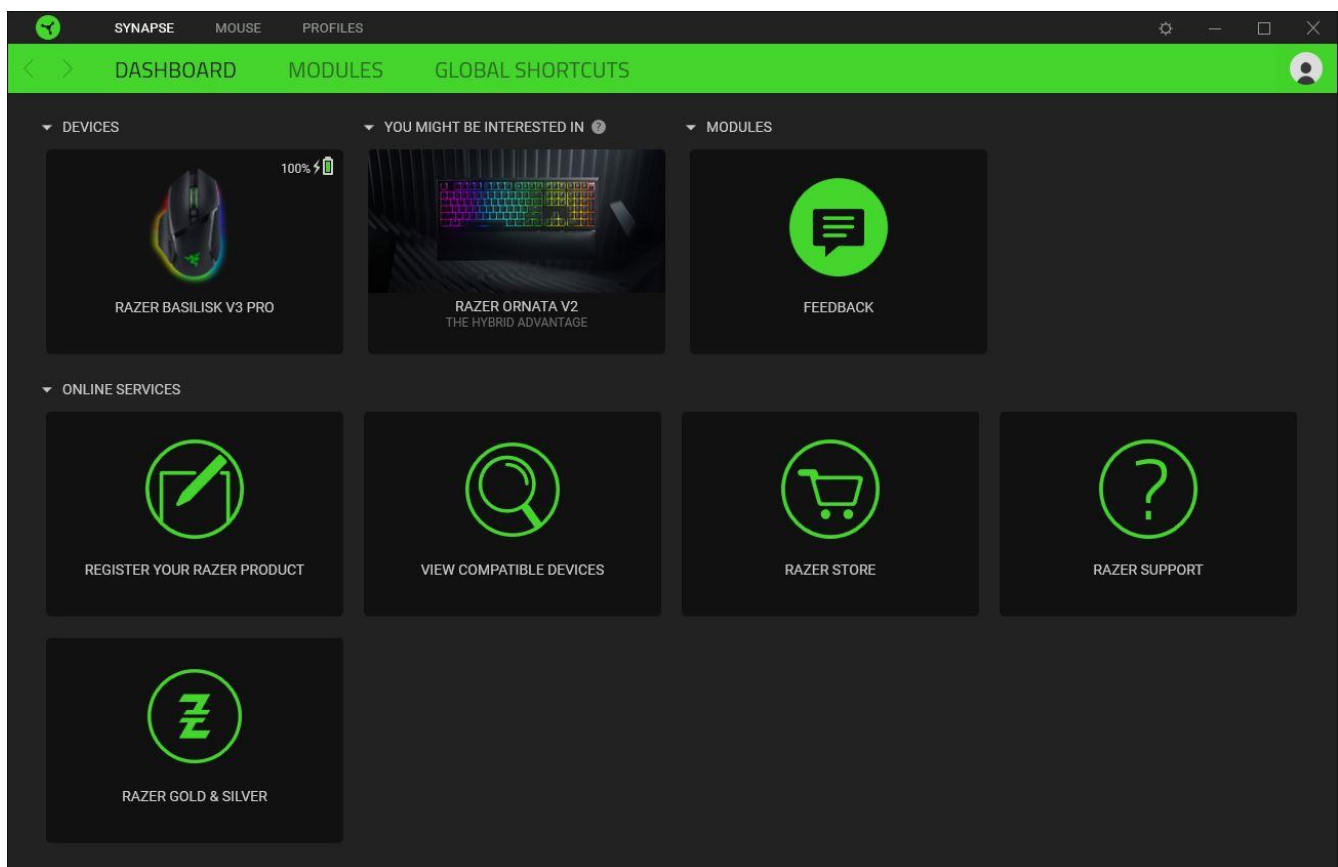 SYNAPSE MOUSE PROFILES
DASHBOARD MODULES GLOBAL SHORTCUTS
DEVICES
100%
RAZER BASILISK V3 PRO
YOU MIGHT BE INTERESTED IN ?
RAZER ORNATA V2
THE HYBRID ADVANTAGE
MODULES
FEEDBACK
ONLINE SERVICES
REGISTER YOUR RAZER PRODUCT
VIEW COMPATIBLE DEVICES
RAZER STORE
?
RAZER SUPPORT
RAZER GOLD & SILVER